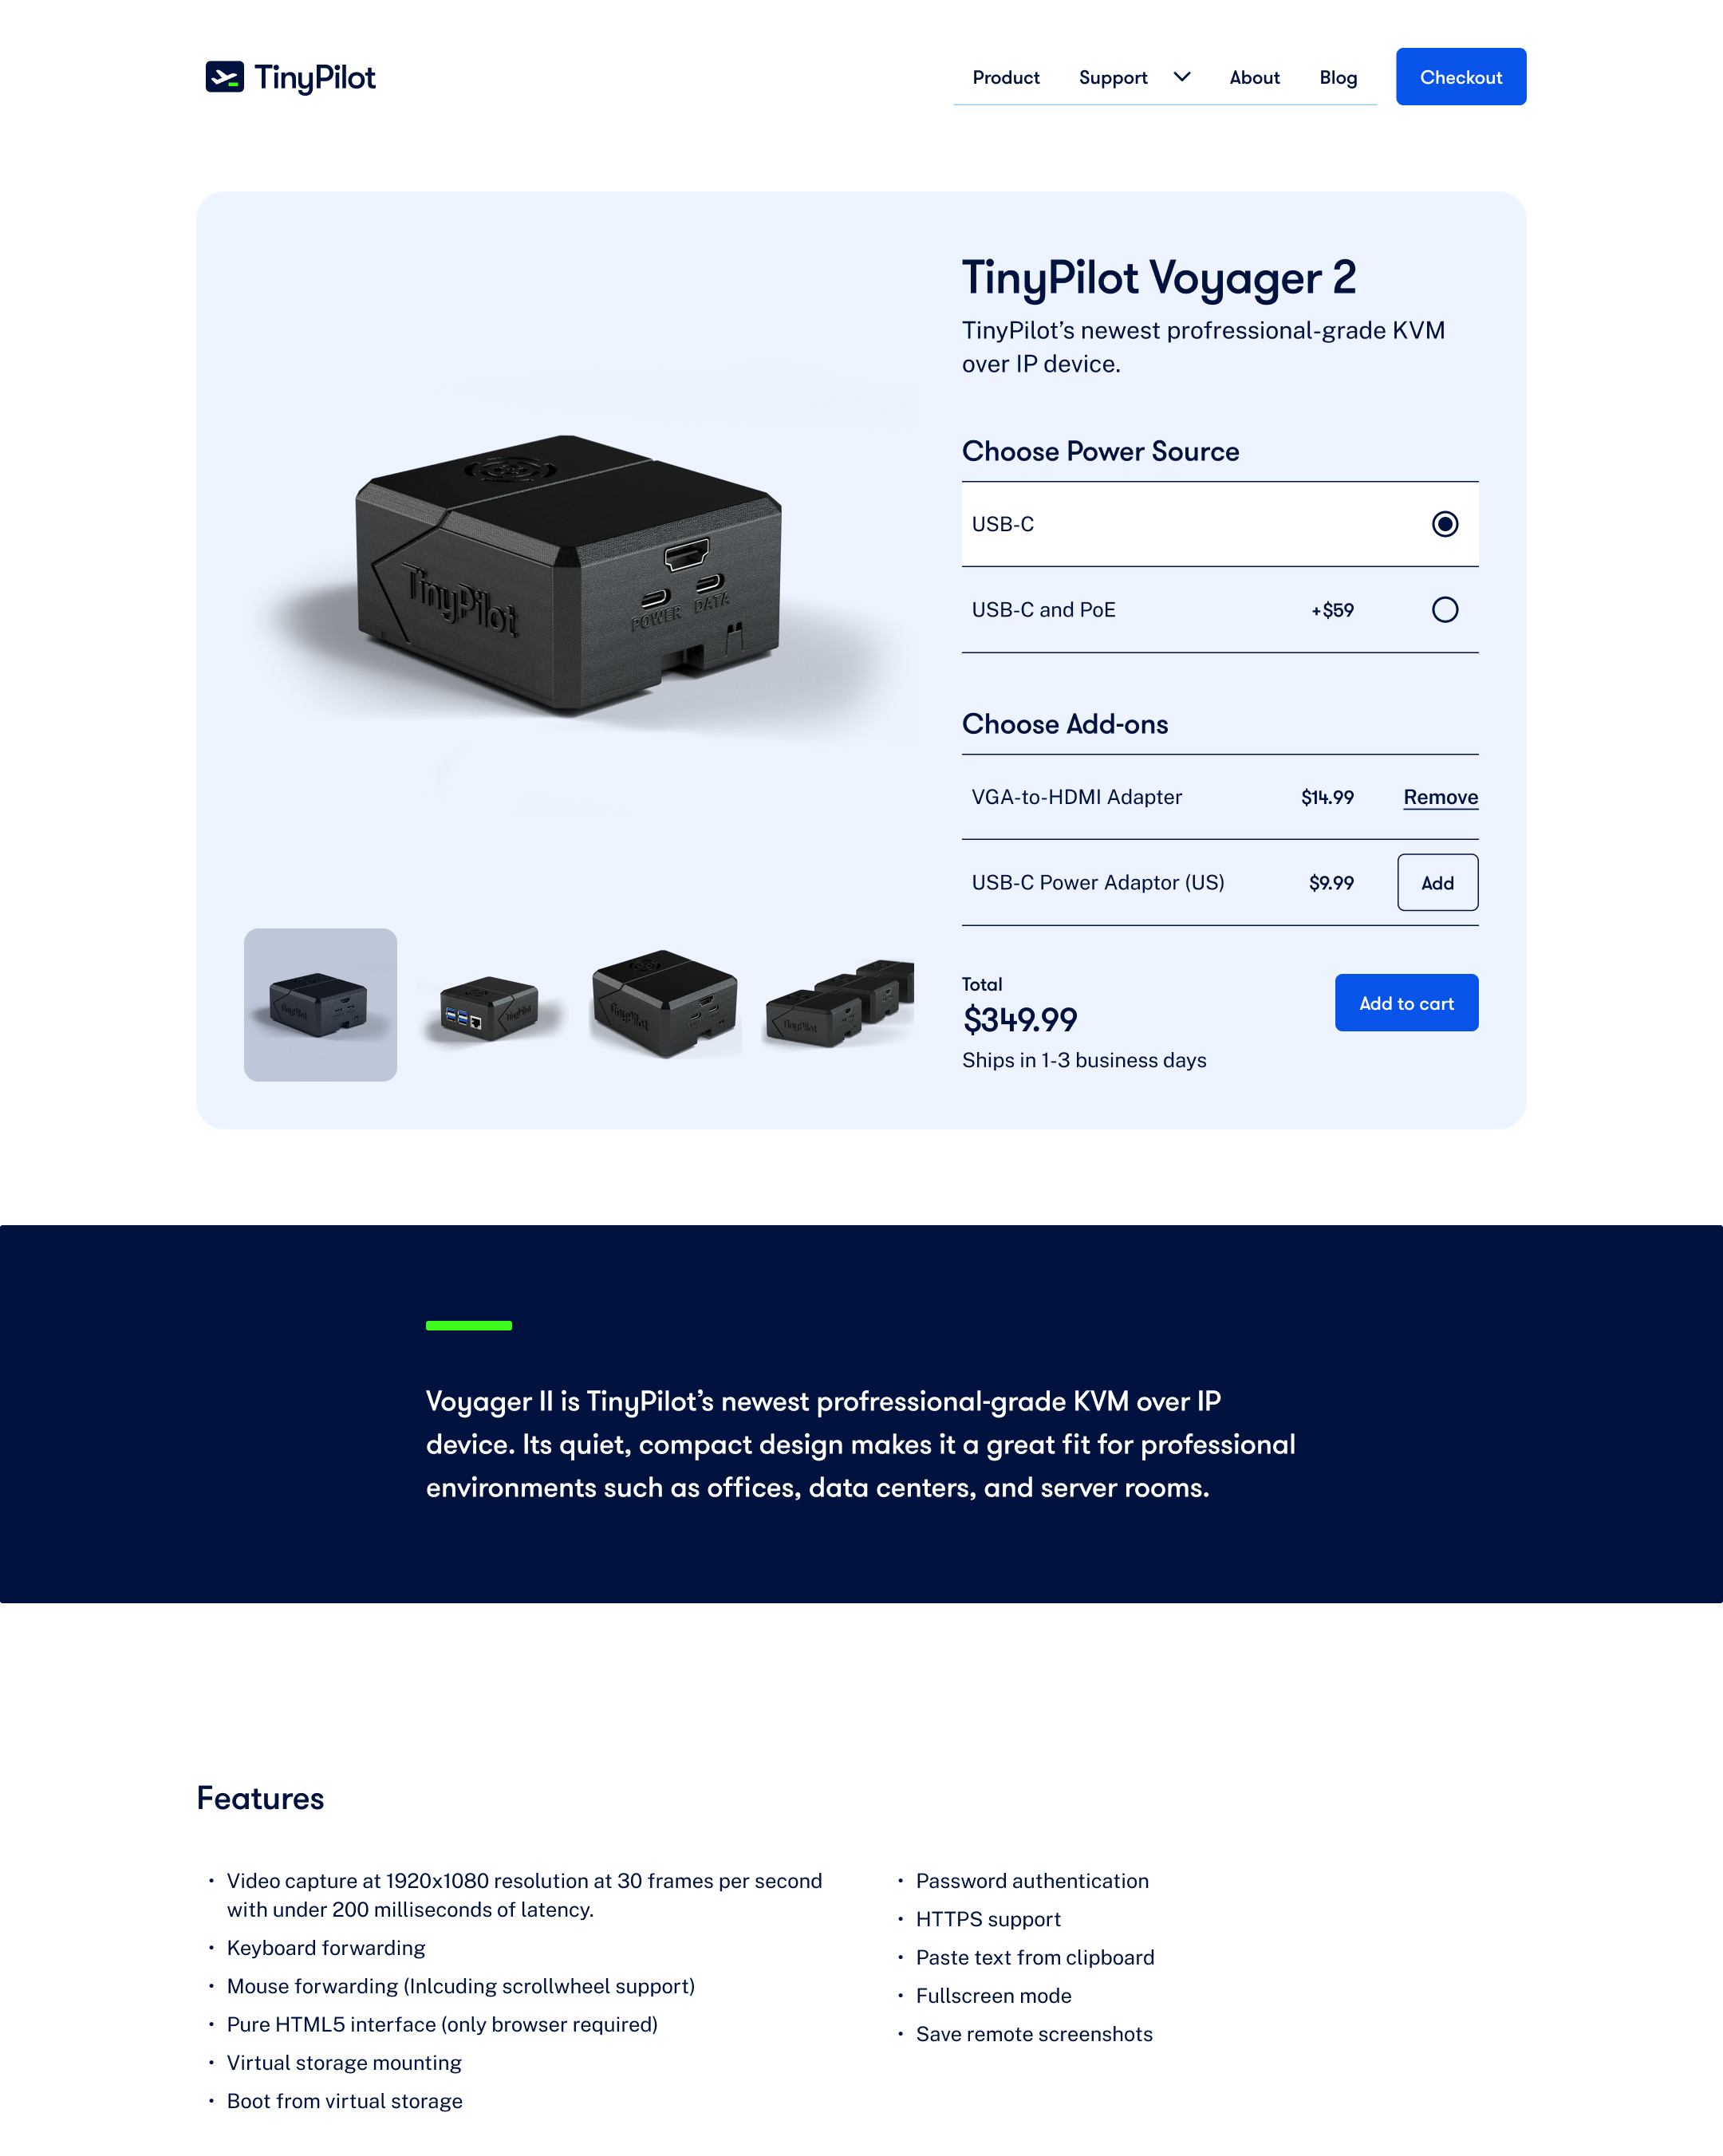 TinyPilot
Product Support About Blog Checkout
TinyPilot Voyager 2
TinyPilot’s newest profressional-grade KVM
over IP device.
Choose Power Source
USB-C
USB-C and PoE +$59
TinyPilot
POWER DATA
Choose Add-ons
VGA-to-HDMI Adapter $14.99 Remove
USB-C Power Adaptor (US) $9.99 Add
TinyPilot
TinyPilot
TinyPilot
TinyPilot
Total
$349.99
Add to cart
Ships in 1-3 business days
Voyager II is TinyPilot’s newest profressional-grade KVM over IP
device. Its quiet, compact design makes it a great fit for professional
environments such as offices, data centers, and server rooms.
Features
• Video capture at 1920x1080 resolution at 30 frames per second
with under 200 milliseconds of latency.
• Keyboard forwarding
• Mouse forwarding (Inlcuding scrollwheel support)
• Pure HTML5 interface (only browser required)
• Virtual storage mounting
• Boot from virtual storage
• Password authentication
• HTTPS support
• Paste text from clipboard
• Fullscreen mode
• Save remote screenshots